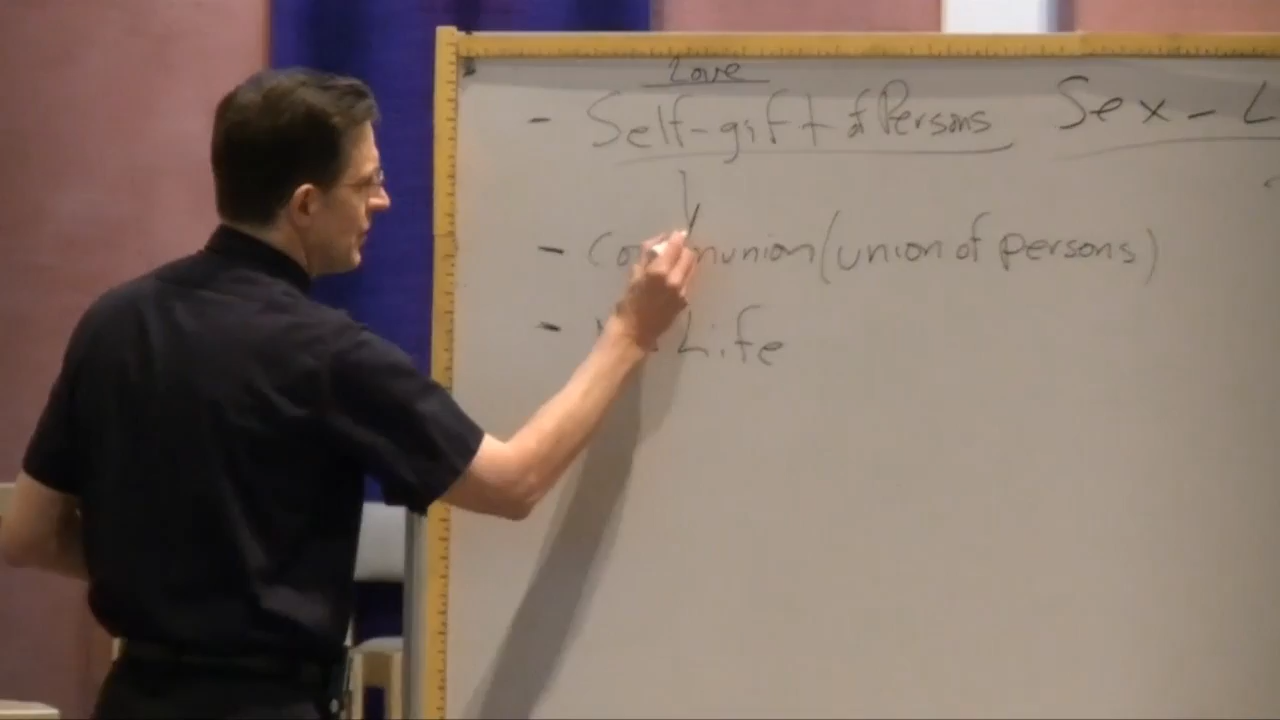 Love
- Self-gift of Persons Sex - L
- Communion (union of persons)
- Life